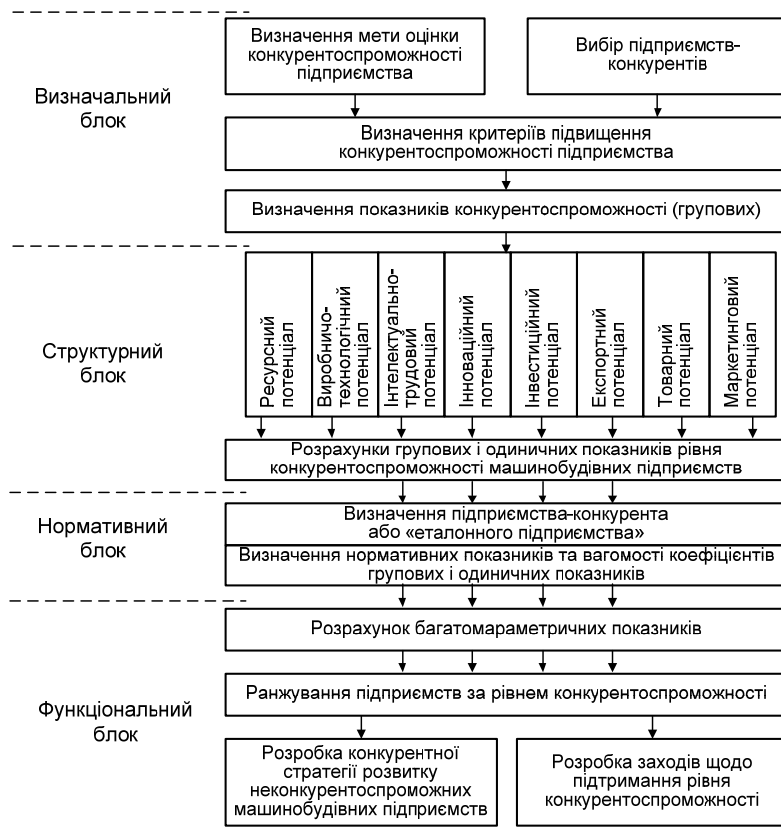 Визначення мети оцінки
конкурентоспроможності
підприємства
Вибір підприємств-
конкурентів
Визначальний
блок
Визначення критеріїв підвищення
конкурентоспроможності підприємства
Визначення показників конкурентоспроможності (групових)
Структурний
блок
Ресурсний
потенціал
Виробничо-
технологічний
потенціал
Інтелектуально-
трудовий
потенціал
Інноваційний
потенціал
Інвестиційний
потенціал
Експортний
потенціал
Товарний
потенціал
Маркетинговий
потенціал
Розрахунки групових і одиничних показників рівня
конкурентоспроможності машинобудівних підприємств
Нормативний
блок
Визначення підприємства-конкурента
або «еталонного підприємства»
Визначення нормативних показників та вагомості коефіцієнтів
групових і одиничних показників
Функціональний
блок
Розрахунок багатомараметричних показників
Ранжування підприємств за рівнем конкурентоспроможності
Розробка конкурентної
стратегії розвитку
неконкурентоспроможних
машинобудівних підприємств
Розробка заходів щодо
підтримання рівня
конкурентоспроможності